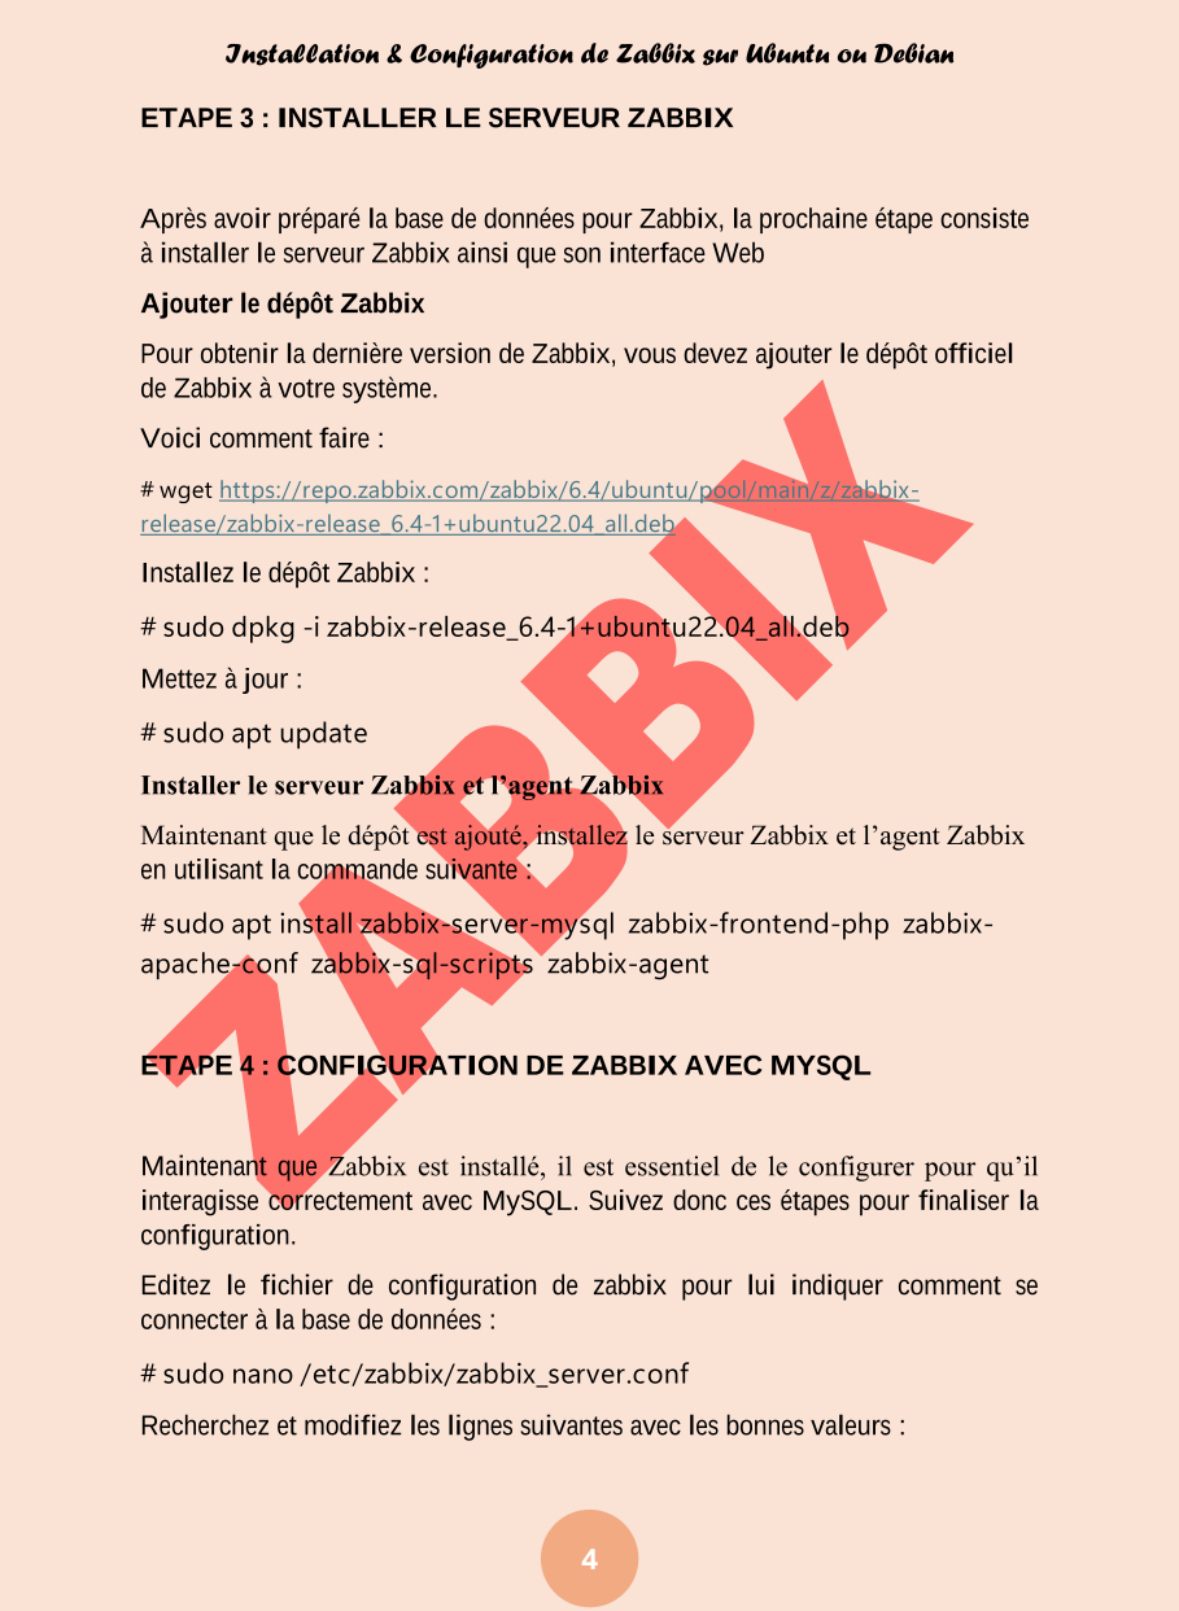 Installation & Configuration de Zabbix sur Ubuntu ou Debian
ETAPE 3 : INSTALLER LE SERVEUR ZABBIX
Après avoir préparé la base de données pour Zabbix, la prochaine étape consiste
à installer le serveur Zabbix ainsi que son interface Web
Ajouter le dépôt Zabbix
Pour obtenir la dernière version de Zabbix, vous devez ajouter le dépôt officiel
de Zabbix à votre système.
Voici comment faire :
# wget https://repo.zabbix.com/zabbix/6.4/ubuntu/pool/main/z/zabbix-
release/zabbix-release_6.4-1+ubuntu22.04_all.deb
Installez le dépôt Zabbix :
# sudo dpkg -i zabbix-release_6.4-1+ubuntu22.04_all.deb
Mettez à jour :
# sudo apt update
Installer le serveur Zabbix et l’agent Zabbix
Maintenant que le dépôt est ajouté, installez le serveur Zabbix et l’agent Zabbix
en utilisant la commande suivante :
# sudo apt install zabbix-server-mysql zabbix-frontend-php zabbix-
apache-conf zabbix-sql-scripts zabbix-agent
ETAPE 4 : CONFIGURATION DE ZABBIX AVEC MYSQL
Maintenant que Zabbix est installé, il est essentiel de le configurer pour qu’il
interagisse correctement avec MySQL. Suivez donc ces étapes pour finaliser la
configuration.
Editez le fichier de configuration de zabbix pour lui indiquer comment se
connecter à la base de données :
# sudo nano /etc/zabbix/zabbix_server.conf
Recherchez et modifiez les lignes suivantes avec les bonnes valeurs :
4
ZABBIX